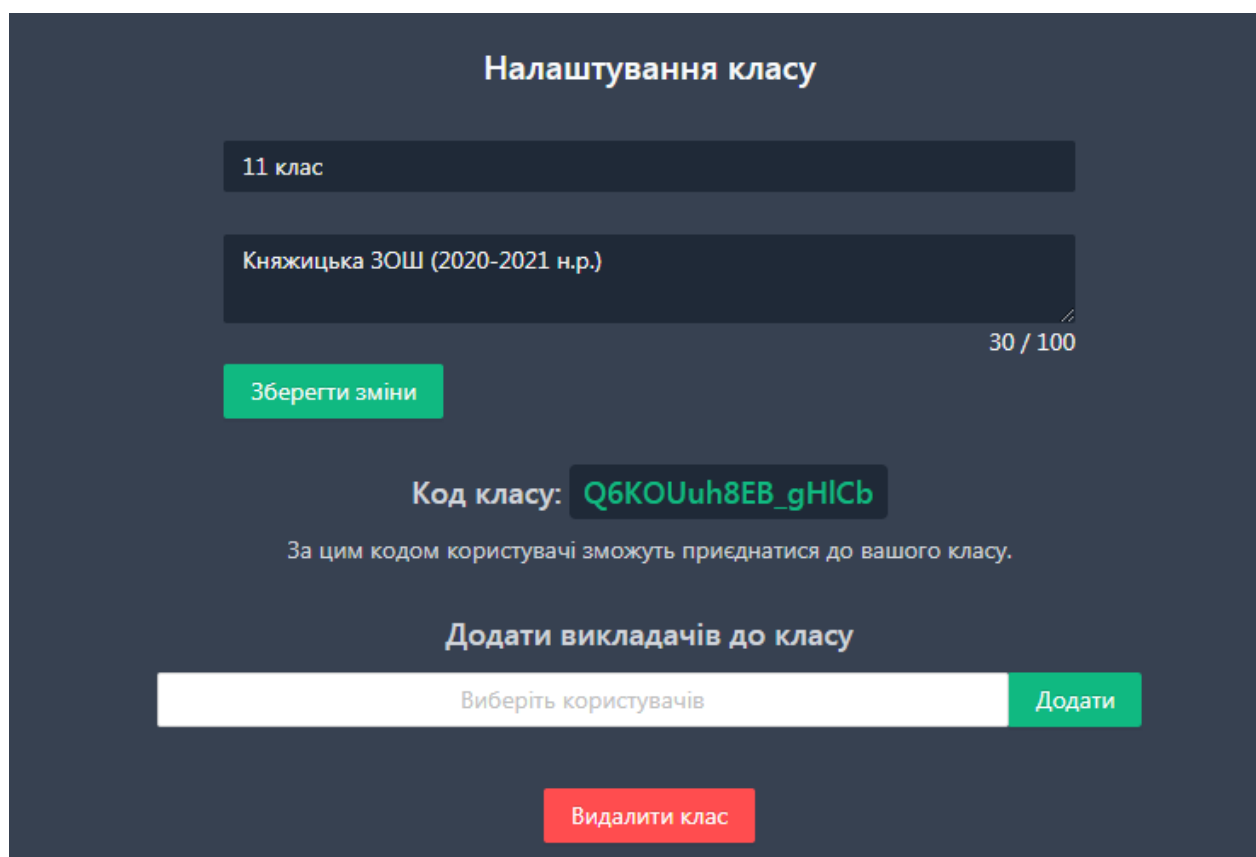 Налаштування класу
11 клас
Княжицька ЗОШ (2020-2021 н.р.)
30 / 100
Зберегти зміни
Код класу: Q6KOUuh8EB_gHlCb
За цим кодом користувачі зможуть приєднатися до вашого класу.
Додати викладачів до класу
Виберіть користувачів Додати
Видалити клас